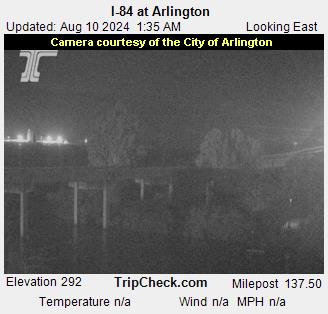 I-84 at Arlington
Updated: Aug 10 2024 1:35 AM Looking East
Camera courtesy of the City of Arlington
Elevation 292 TripCheck.com Milepost 137.50
Temperature n/a Wind n/a MPH n/a